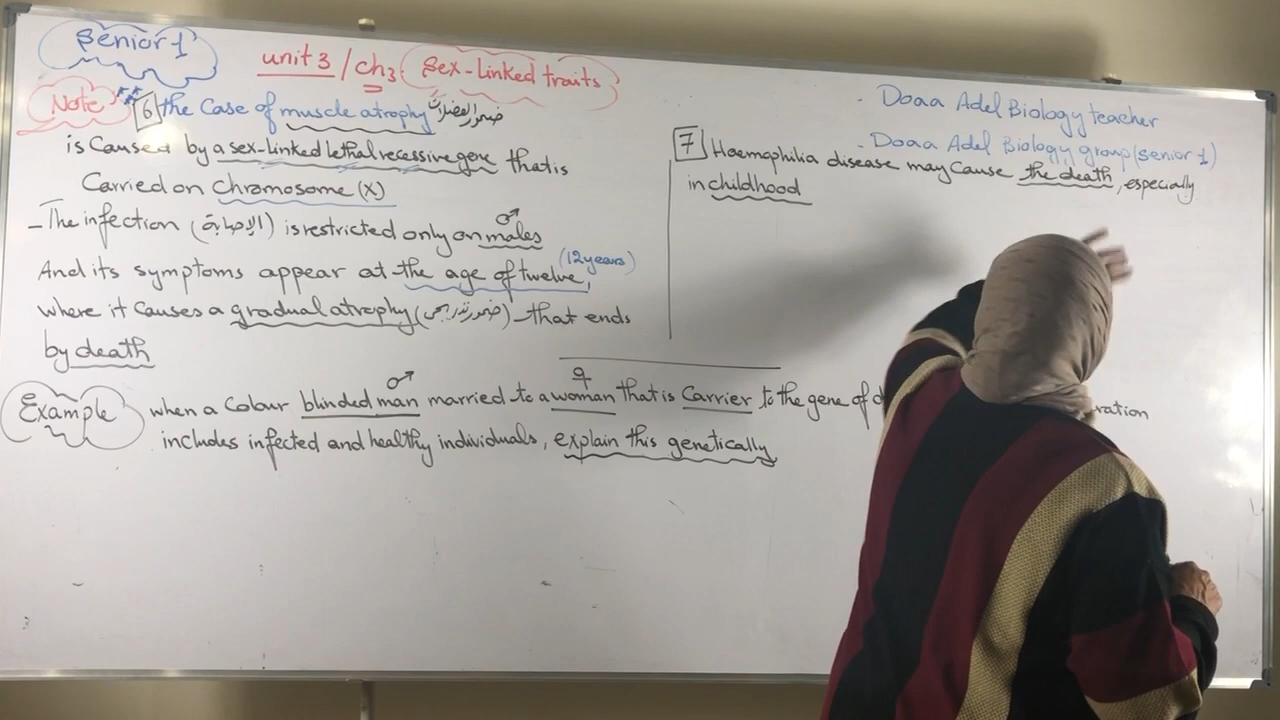 Senior 1
unit 3 / ch3 Sex-Linked traits
Note
6 the Case of muscle atrophy ضمور العضلات
is Caused by a sex-Linked lethal recessive gene that is
Carried on Chromosome (X)
- The infection (الإصابة) is restricted only on males ♂
And its symptoms appear at the age of twelve, (12 years)
where it causes a gradual atrophy (ضمور تدريجى) that ends
by death
Doaa Adel Biology teacher
- Doaa Adel Biology group (senior 1)
7 Haemophilia disease may cause the death, especially
in childhood
Example
♂ ♀
when a Colour blinded man married to a woman that is Carrier to the gene of
includes infected and healthy individuals, explain this genetically